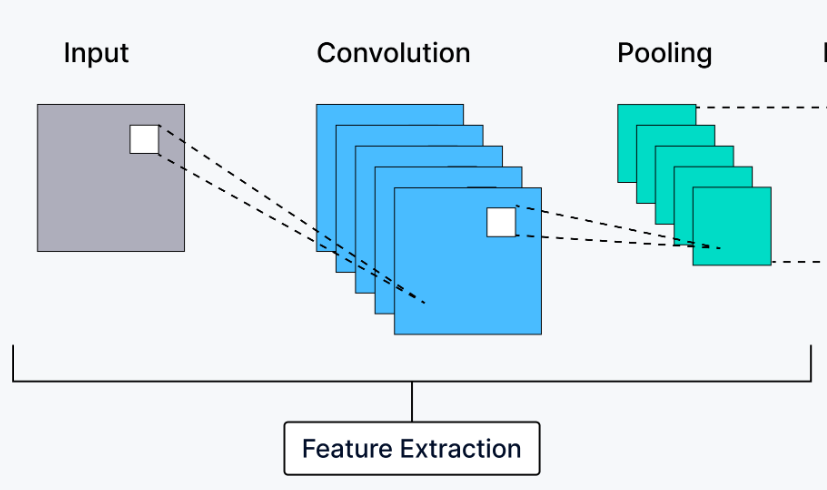 Input
Convolution
Pooling
Feature Extraction